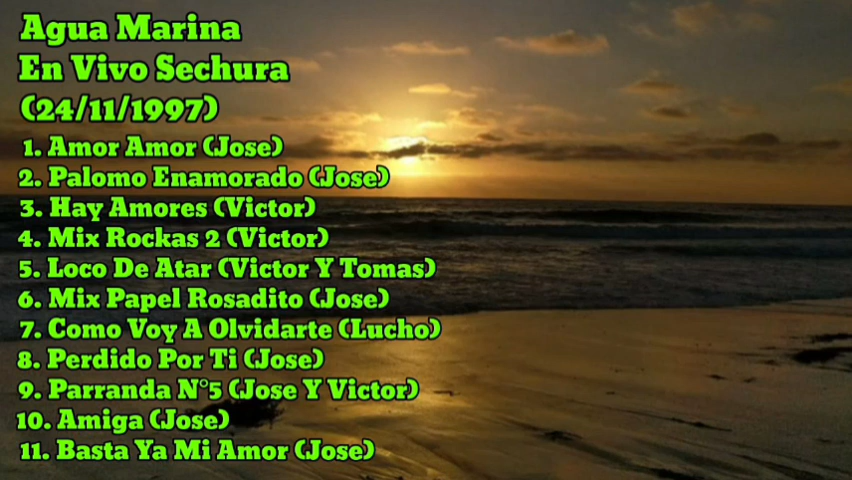 Agua Marina
En Vivo Sechura
(24/11/1997)
1. Amor Amor (Jose)
2. Palomo Enamorado (Jose)
3. Hay Amores (Victor)
4. Mix Rockas 2 (Victor)
5. Loco De Atar (Victor Y Tomas)
6. Mix Papel Rosadito (Jose)
7. Como Voy A Olvidarte (Lucho)
8. Perdido Por Ti (Jose)
9. Parranda N°5 (Jose Y Victor)
10. Amiga (Jose)
11. Basta Ya Mi Amor (Jose)